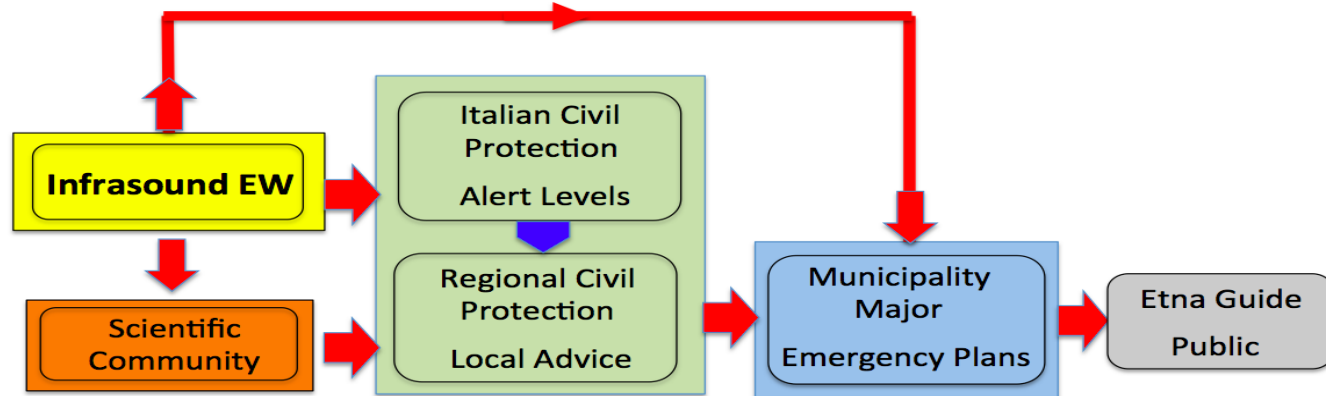 Infrasound EW
Scientific
Community
Italian Civil
Protection
Alert Levels
Regional Civil
Protection
Local Advice
Municipality
Major
Emergency Plans
Etna Guide
Public